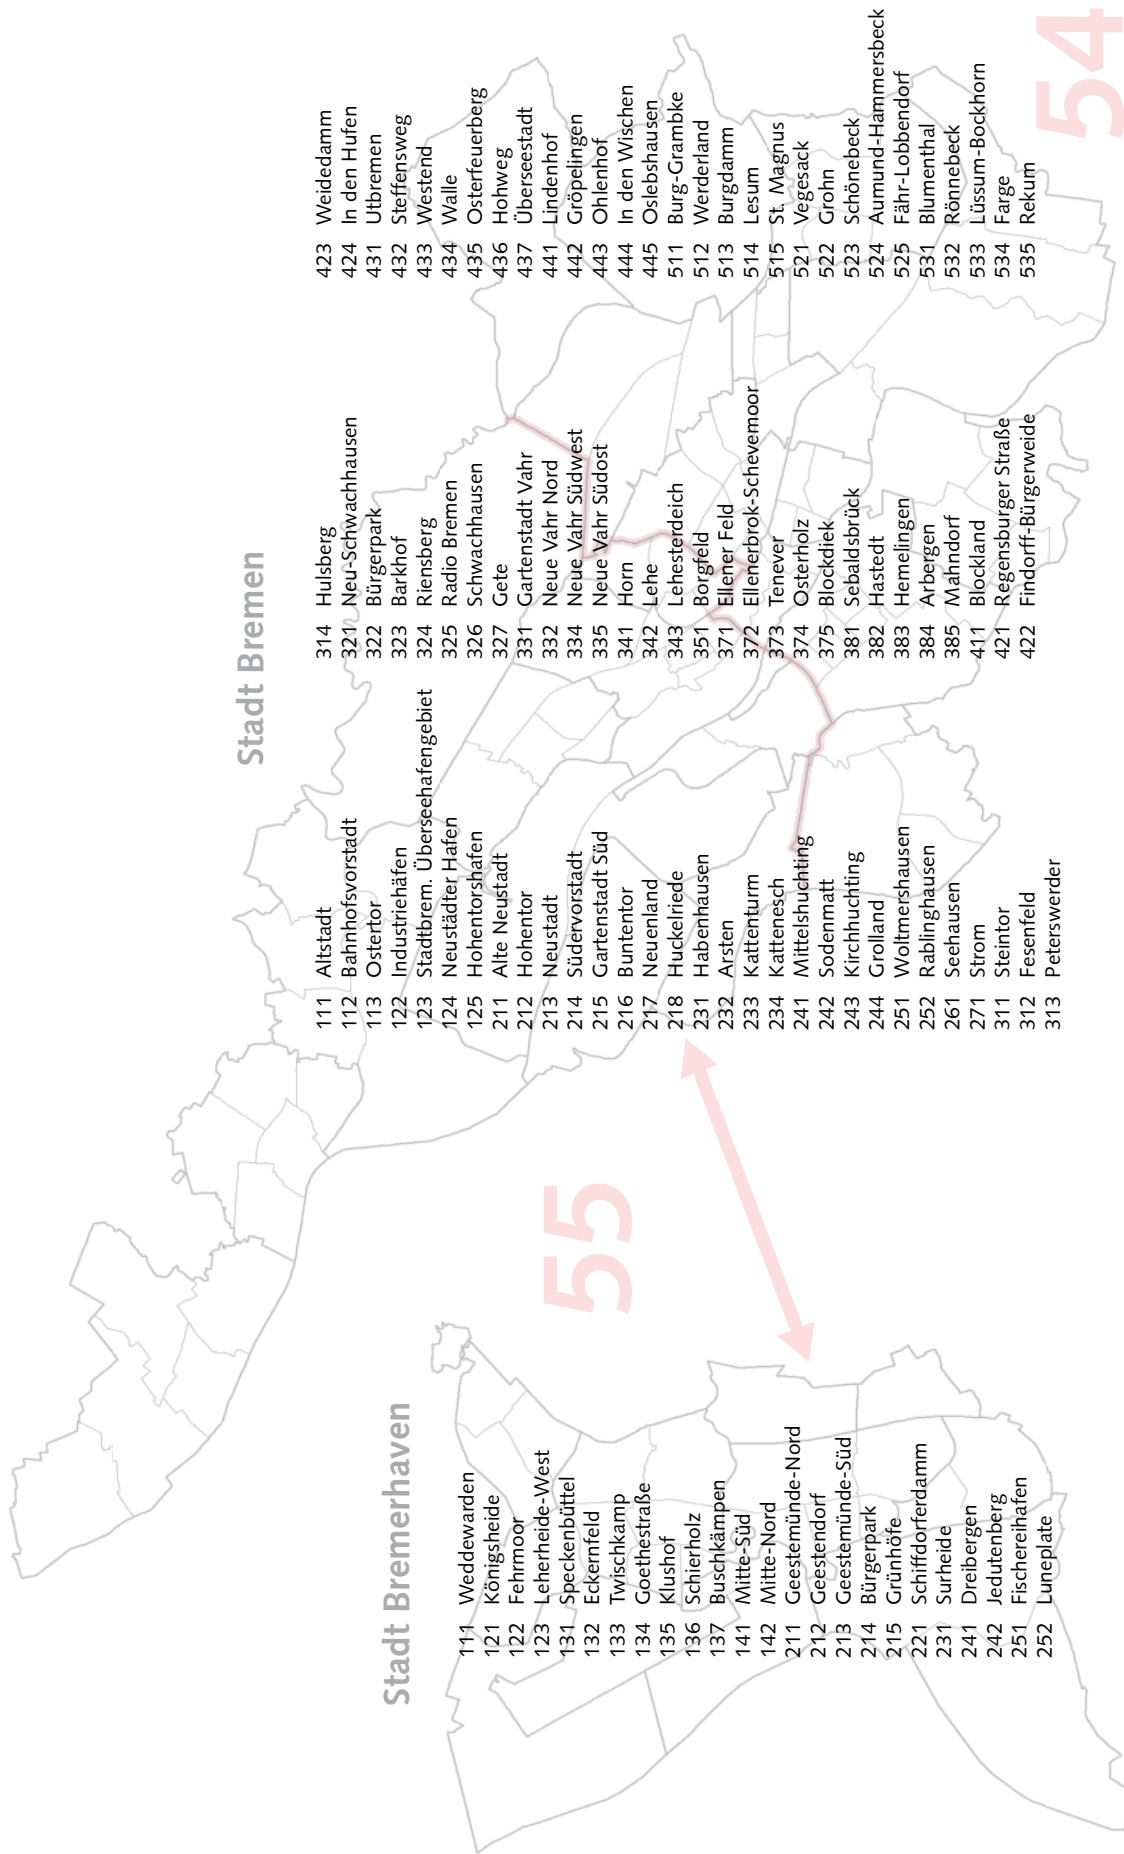 Stadt Bremerhaven
111 Weddewarden
121 Königsheide
122 Fehrmoor
123 Leherheide-West
131 Speckenbüttel
132 Eckernfeld
133 Twischkamp
134 Goethestraße
135 Klushof
136 Schierholz
137 Buschkämpen
141 Mitte-Süd
142 Mitte-Nord
211 Geestemünde-Nord
212 Geestendorf
213 Geestemünde-Süd
214 Bürgerpark
215 Grünhöfe
221 Schiffdorferdamm
231 Surheide
241 Dreibergen
242 Jedutenberg
251 Fischereihafen
252 Luneplate
55
Stadt Bremen
111 Altstadt
112 Bahnhofsvorstadt
113 Ostertor
122 Industriehäfen
123 Stadtbrem. Überseehafengebiet
124 Neustädter Hafen
125 Hohentorshafen
211 Alte Neustadt
212 Hohentor
213 Neustadt
214 Südervorstadt
215 Gartenstadt Süd
216 Buntentor
217 Neuenland
218 Huckelriede
231 Habenhausen
232 Arsten
233 Kattenturm
234 Kattenesch
241 Mittelshuchting
242 Sodenmatt
243 Kirchhuchting
244 Grolland
251 Woltmershausen
252 Rablinghausen
261 Seehausen
271 Strom
311 Steintor
312 Fesenfeld
313 Peterswerder
314 Hulsberg
321 Neu-Schwachhausen
322 Bürgerpark
323 Barkhof
324 Riensberg
325 Radio Bremen
326 Schwachhausen
327 Gete
331 Gartenstadt Vahr
332 Neue Vahr Nord
334 Neue Vahr Südwest
335 Neue Vahr Südost
341 Horn
342 Lehe
343 Lehesterdeich
351 Borgfeld
371 Ellener Feld
372 Ellenerbrok-Schevemoor
373 Tenever
374 Osterholz
375 Blockdiek
381 Sebaldsbrück
382 Hastedt
383 Hemelingen
384 Arbergen
385 Mahndorf
411 Blockland
421 Regensburger Straße
422 Findorff-Bürgerweide
423 Weidedamm
424 In den Hufen
431 Utbremen
432 Steffensweg
433 Westend
434 Walle
435 Osterfeuerberg
436 Hohweg
437 Überseestadt
441 Lindenhof
442 Gröpelingen
443 Ohlenhof
444 In den Wischen
445 Oslebshausen
511 Burg-Grambke
512 Werderland
513 Burgdamm
514 Lesum
515 St. Magnus
521 Vegesack
522 Grohn
523 Schönebeck
524 Aumund-Hammersbeck
525 Fähr-Lobbendorf
531 Blumenthal
532 Rönnebeck
533 Lüssum-Bockhorn
534 Farge
535 Rekum
54